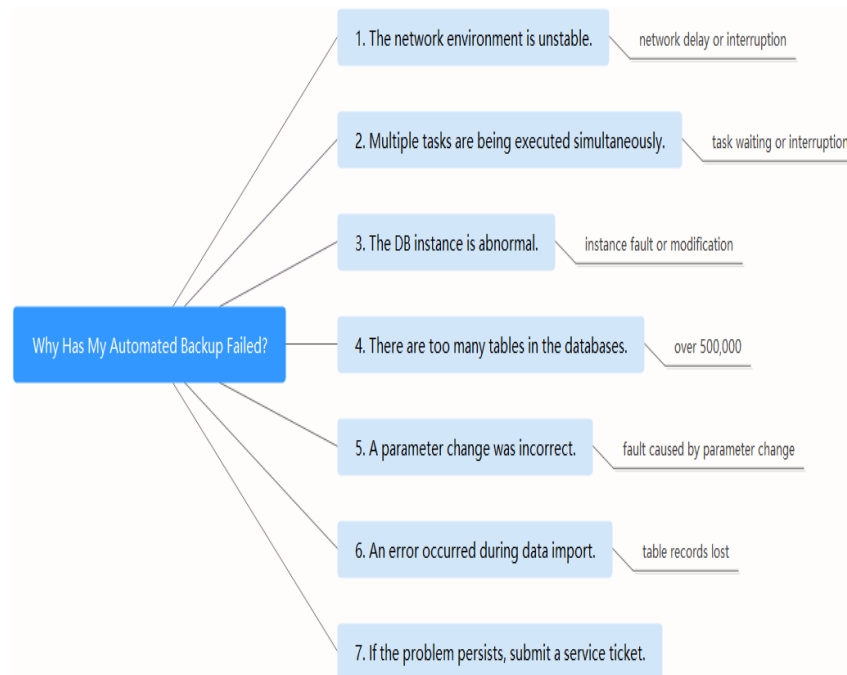 1. The network environment is unstable.
network delay or interruption
2. Multiple tasks are being executed simultaneously.
task waiting or interruption
3. The DB instance is abnormal.
instance fault or modification
Why Has My Automated Backup Failed?
4. There are too many tables in the databases.
over 500,000
5. A parameter change was incorrect.
fault caused by parameter change
6. An error occurred during data import.
table records lost
7. If the problem persists, submit a service ticket.